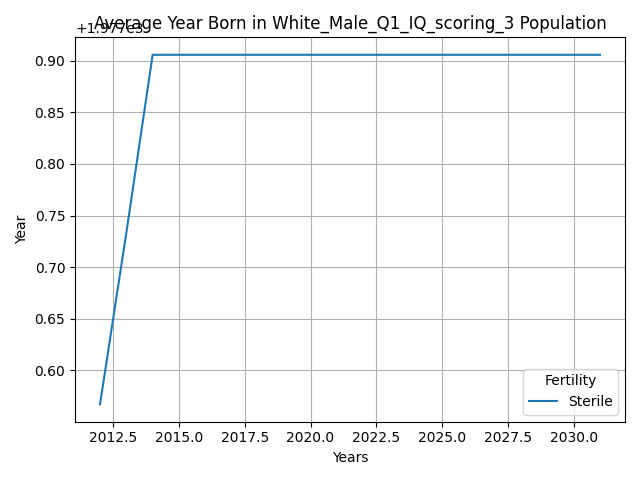 Average Year Born in White_Male_Q1_IQ_scoring_3 Population
+1.977e3
0.90
0.85
0.80
0.75
0.70
0.65
0.60
Year
Fertility
Sterile
2012.5 2015.0 2017.5 2020.0 2022.5 2025.0 2027.5 2030.0
Years